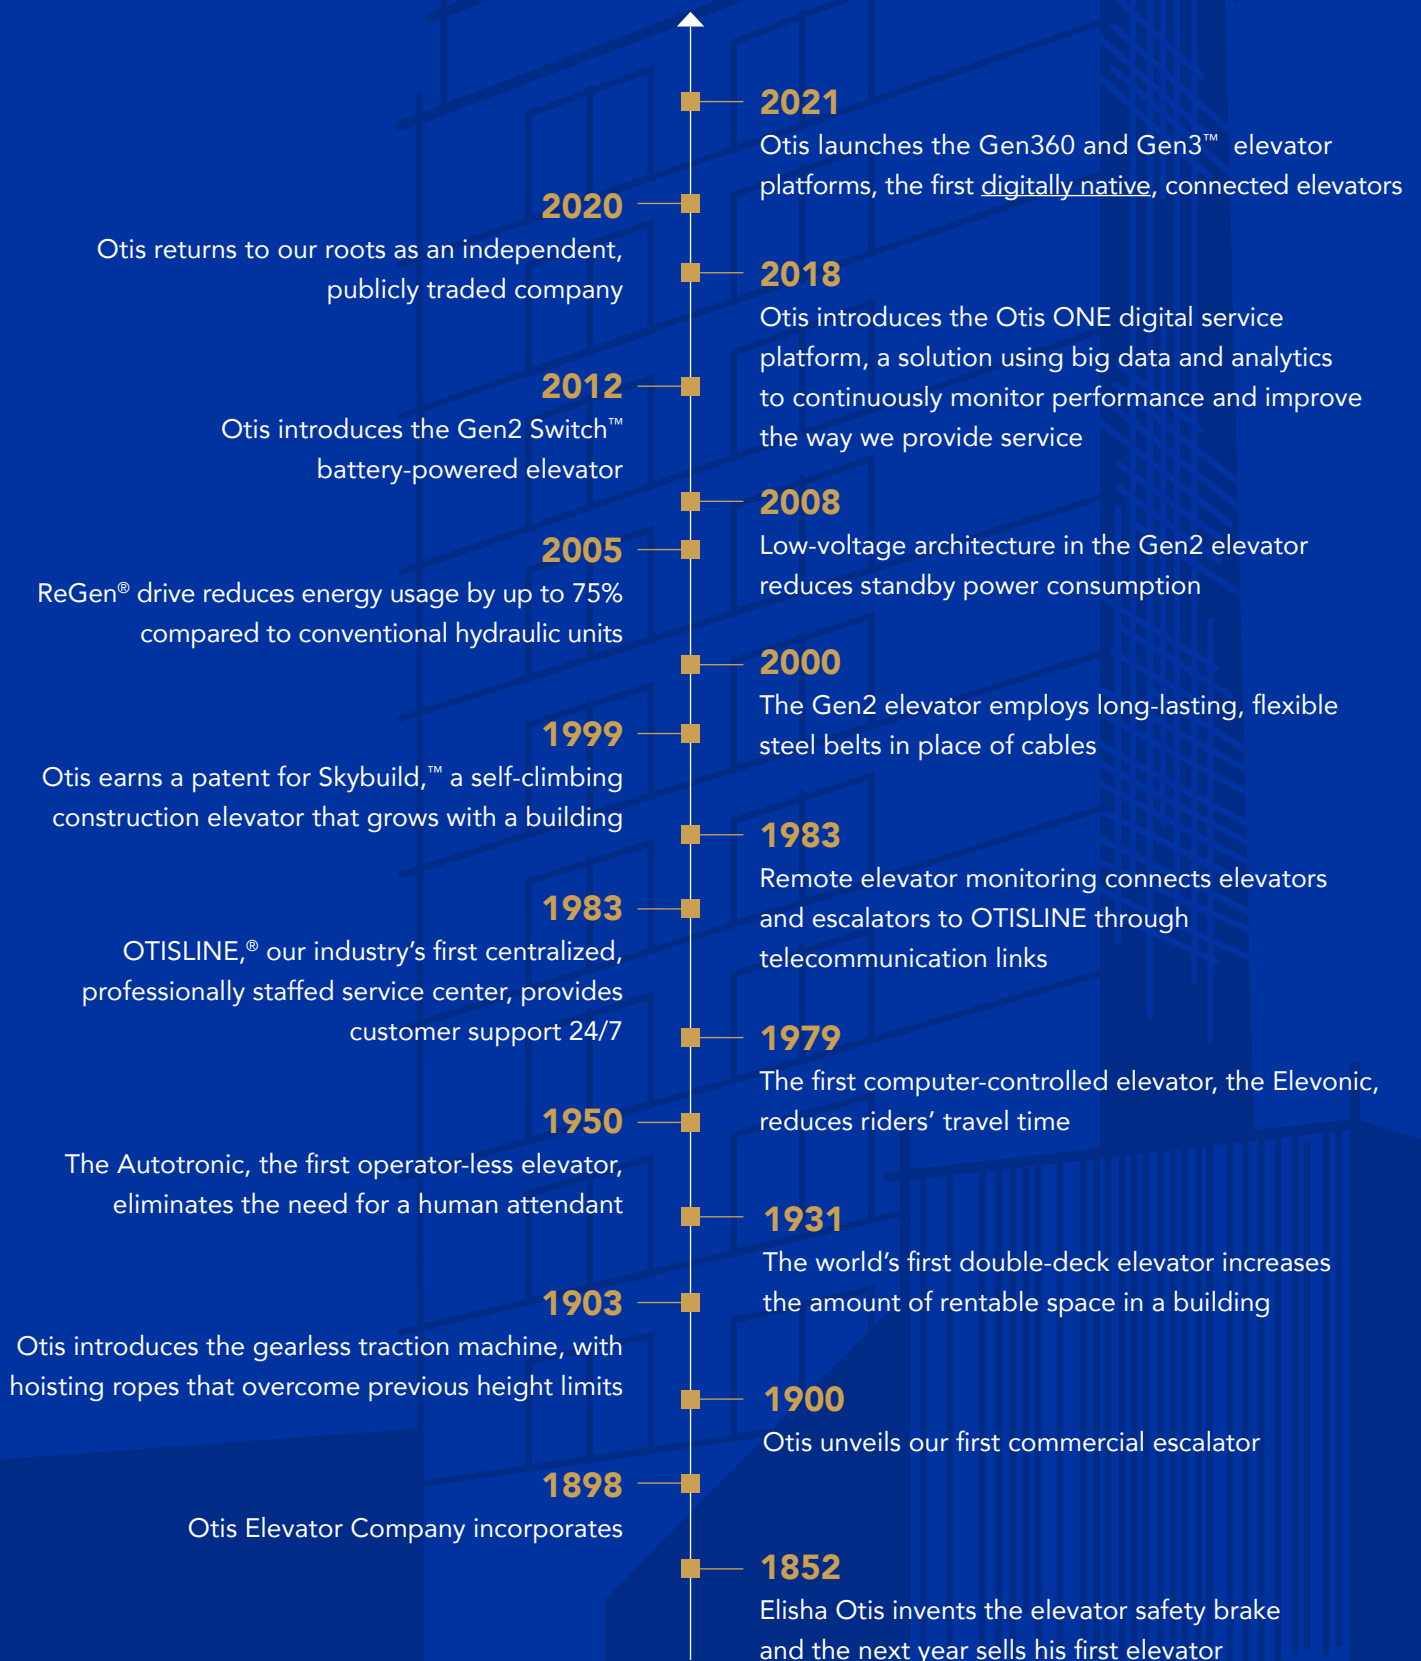 2021
Otis launches the Gen360 and Gen3™ elevator
platforms, the first digitally native, connected elevators
2020
Otis returns to our roots as an independent,
publicly traded company
2018
Otis introduces the Otis ONE digital service
platform, a solution using big data and analytics
to continuously monitor performance and improve
the way we provide service
2012
Otis introduces the Gen2 Switch™
battery-powered elevator
2008
Low-voltage architecture in the Gen2 elevator
reduces standby power consumption
2005
ReGen® drive reduces energy usage by up to 75%
compared to conventional hydraulic units
2000
The Gen2 elevator employs long-lasting, flexible
steel belts in place of cables
1999
Otis earns a patent for Skybuild,™ a self-climbing
construction elevator that grows with a building
1983
Remote elevator monitoring connects elevators
and escalators to OTISLINE through
telecommunication links
1983
OTISLINE,® our industry’s first centralized,
professionally staffed service center, provides
customer support 24/7
1979
The first computer-controlled elevator, the Elevonic,
reduces riders’ travel time
1950
The Autotronic, the first operator-less elevator,
eliminates the need for a human attendant
1931
The world’s first double-deck elevator increases
the amount of rentable space in a building
1903
Otis introduces the gearless traction machine, with
hoisting ropes that overcome previous height limits
1900
Otis unveils our first commercial escalator
1898
Otis Elevator Company incorporates
1852
Elisha Otis invents the elevator safety brake
and the next year sells his first elevator